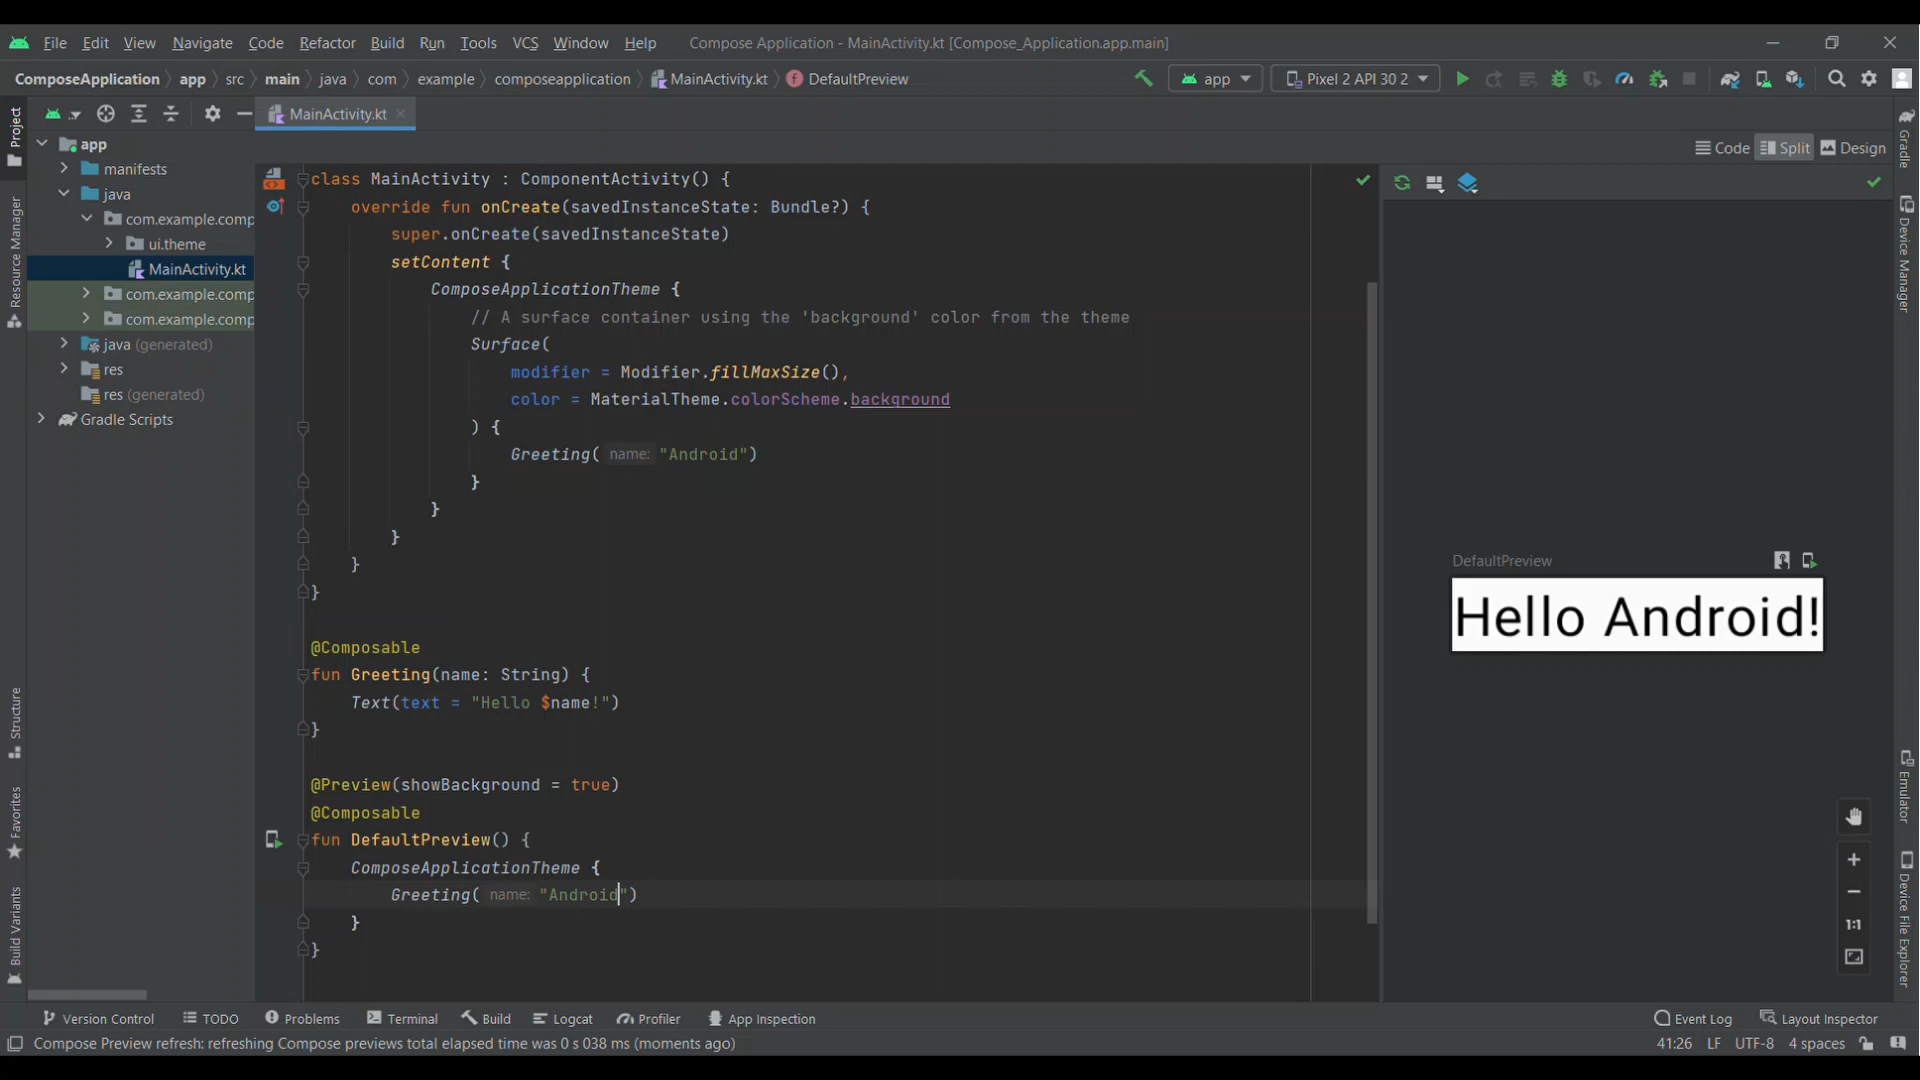 File Edit View Navigate Code Refactor Build Run Tools VCS Window Help Compose Application - MainActivity.kt [Compose_Application.app.main]
ComposeApplication app src main java com example composeapplication MainActivity.kt DefaultPreview app Pixel 2 API 30 2
MainActivity.kt
Code Split Design
app
manifests
java
com.example.comp
ui.theme
MainActivity.kt
com.example.comp
com.example.comp
java (generated)
res
res (generated)
Gradle Scripts
Project
Resource Manager
Structure
Favorites
Build Variants
class MainActivity : ComponentActivity() {
override fun onCreate(savedInstanceState: Bundle?) {
super.onCreate(savedInstanceState)
setContent {
ComposeApplicationTheme {
// A surface container using the 'background' color from the theme
Surface(
modifier = Modifier.fillMaxSize(),
color = MaterialTheme.colorScheme.background
) {
Greeting( name: "Android")
}
}
}
}
}
@Composable
fun Greeting(name: String) {
Text(text = "Hello $name!")
}
@Preview(showBackground = true)
@Composable
fun DefaultPreview() {
ComposeApplicationTheme {
Greeting( name: "Android")
}
}
DefaultPreview
Hello Android!
1:1
Gradle
Device Manager
Emulator
Device File Explorer
Version Control TODO Problems Terminal Build Logcat Profiler App Inspection Event Log Layout Inspector
Compose Preview refresh: refreshing Compose previews total elapsed time was 0 s 038 ms (moments ago) 41:26 LF UTF-8 4 spaces